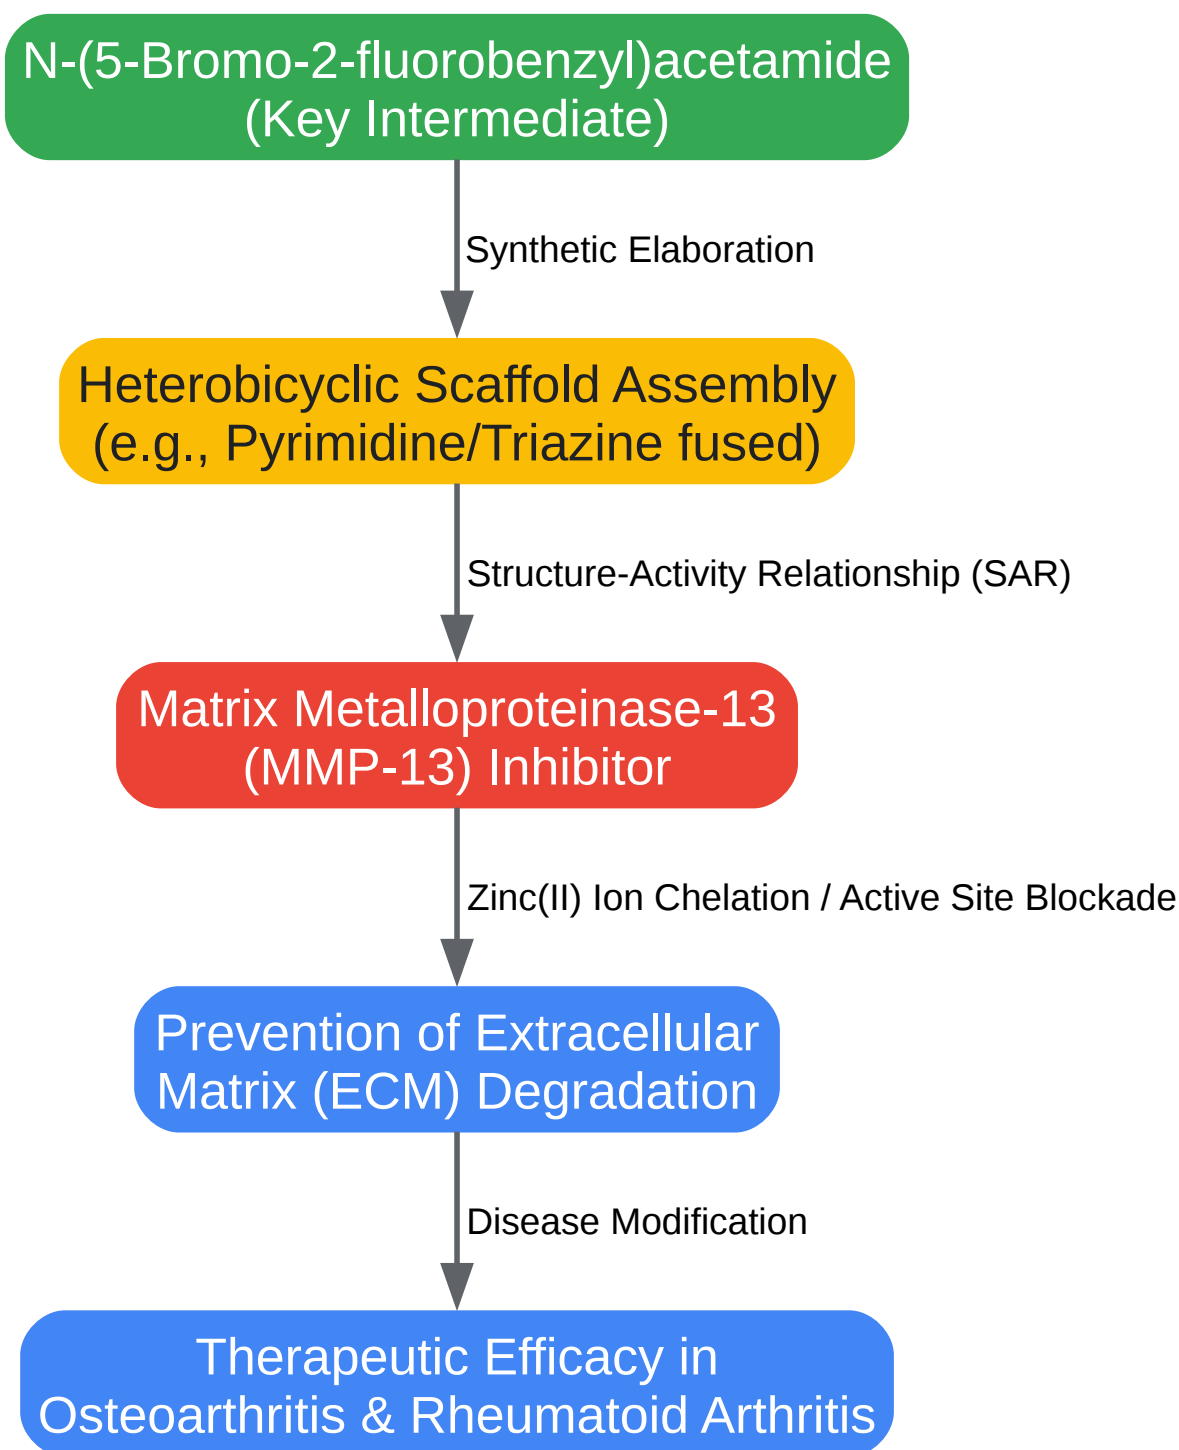 N-(5-Bromo-2-fluorobenzyl)acetamide
(Key Intermediate)
Synthetic Elaboration
Heterobicyclic Scaffold Assembly
(e.g., Pyrimidine/Triazine fused)
Structure-Activity Relationship (SAR)
Matrix Metalloproteinase-13
(MMP-13) Inhibitor
Zinc(II) Ion Chelation / Active Site Blockade
Prevention of Extracellular
Matrix (ECM) Degradation
Disease Modification
Therapeutic Efficacy in
Osteoarthritis & Rheumatoid Arthritis